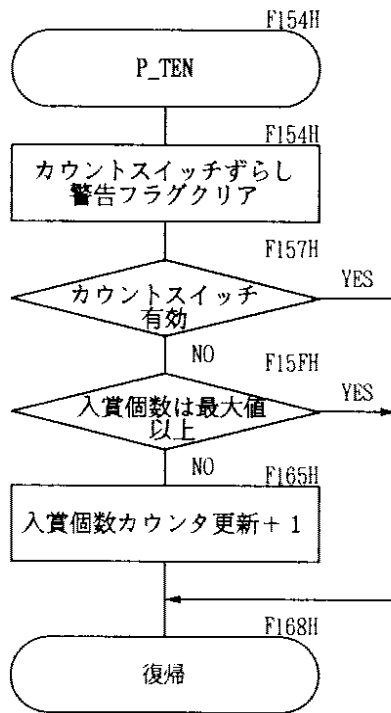 F154H
P_TEN
F154H
カウントスイッチずらし
警告フラグクリア
F157H
カウントスイッチ
有効
YES
NO
F15FH
入賞個数は最大値
以上
YES
NO
F165H
入賞個数カウンタ更新+1
F168H
復帰